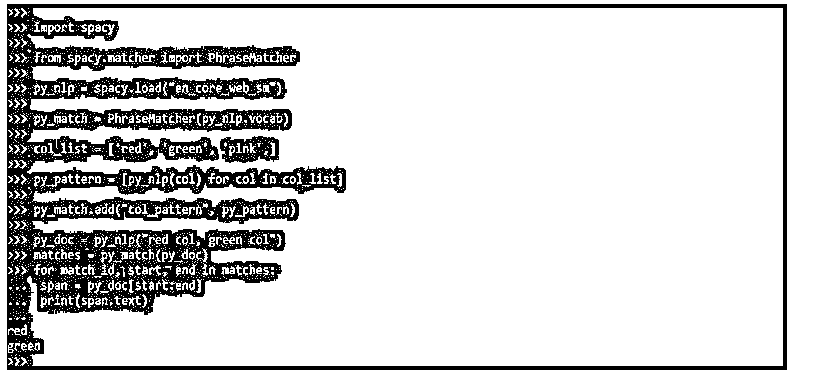 >>>
>>> import spacy
>>>
>>> from spacy.matcher import PhraseMatcher
>>>
>>> py_nlp = spacy.load("en_core_web_sm")
>>>
>>> py_match = PhraseMatcher(py_nlp.vocab)
>>>
>>> col_list = ['red', 'green', 'pink']
>>>
>>> py_pattern = [py_nlp(col) for col in col_list]
>>>
>>> py_match.add("col_pattern", py_pattern)
>>>
>>> py_doc = py_nlp("red col, green col")
>>> matches = py_match(py_doc)
>>> for match_id, start, end in matches:
...  span = py_doc[start:end]
...  print(span.text)
...
red
green
>>>